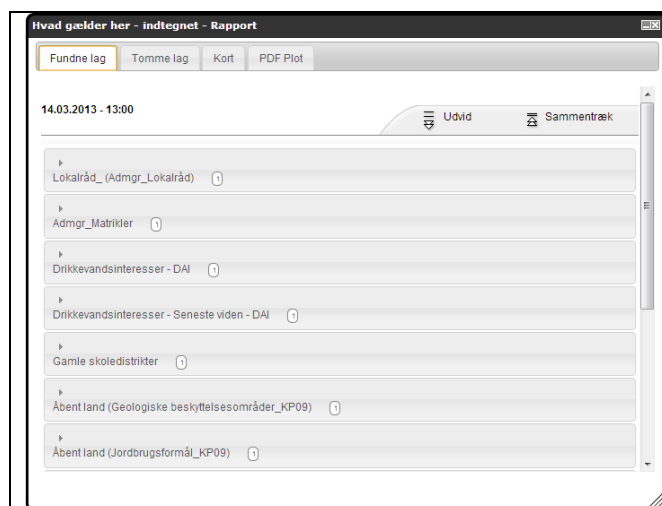 Hvad gælder her - indtegnet - Rapport
Fundne lag Tomme lag Kort PDF Plot
14.03.2013 - 13:00
Udvid Sammentræk
Lokalråd_ (Admgr_Lokalråd) 1
Admgr_Matrikler 1
Drikkevandsinteresser - DAI 1
Drikkevandsinteresser - Seneste viden - DAI 1
Gamle skoledistrikter 1
Åbent land (Geologiske beskyttelsesområder_KP09) 1
Åbent land (Jordbrugsformål_KP09) 1